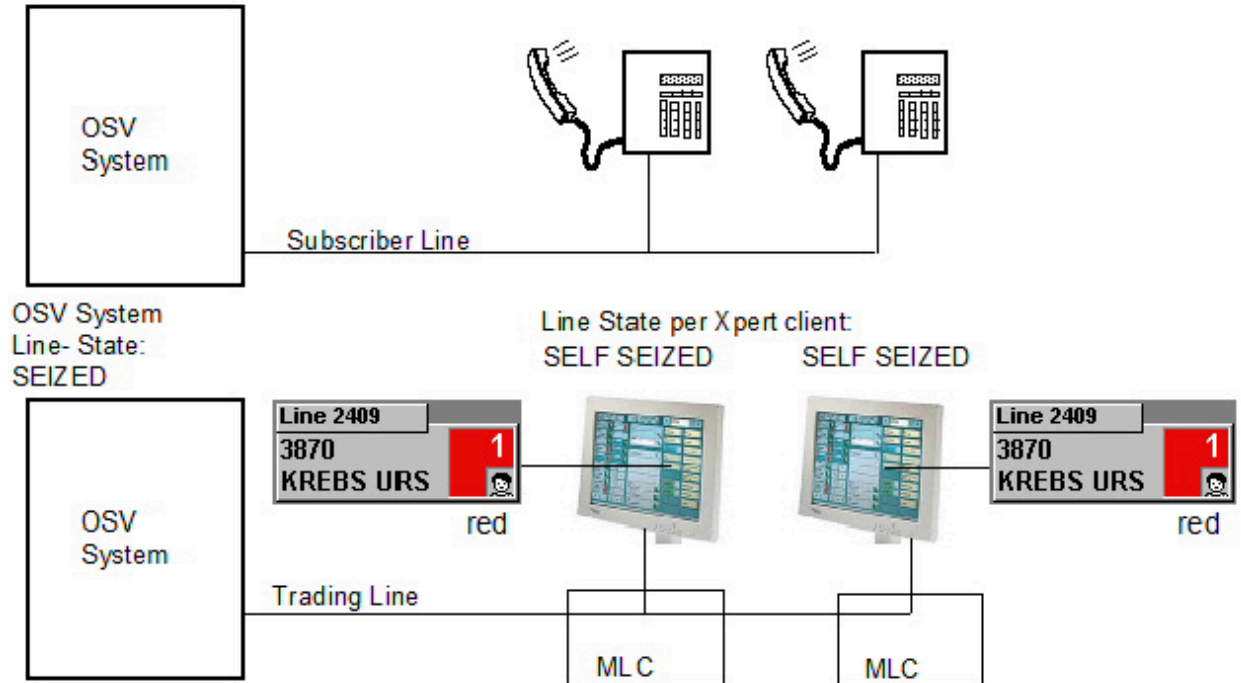 OSV
System
Subscriber Line
OSV System
Line- State:
SEIZED
Line State per Xpert client:
SELF SEIZED
SELF SEIZED
Line 2409
3870
KREBS URS
1
red
Line 2409
3870
KREBS URS
1
red
OSV
System
Trading Line
MLC
MLC